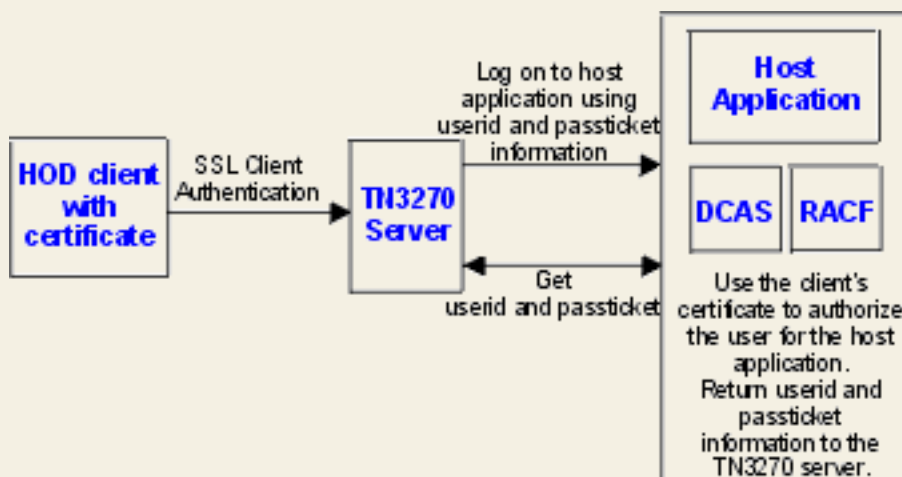 HOD client
with
certificate
SSL Client
Authentication
TN3270
Server
Log on to host
application using
userid and passticket
information
Get
userid and passticket
Host
Application
DCAS
RACF
Use the client's
certificate to authorize
the user for the host
application.
Return userid and
passticket
information to the
TN3270 server.